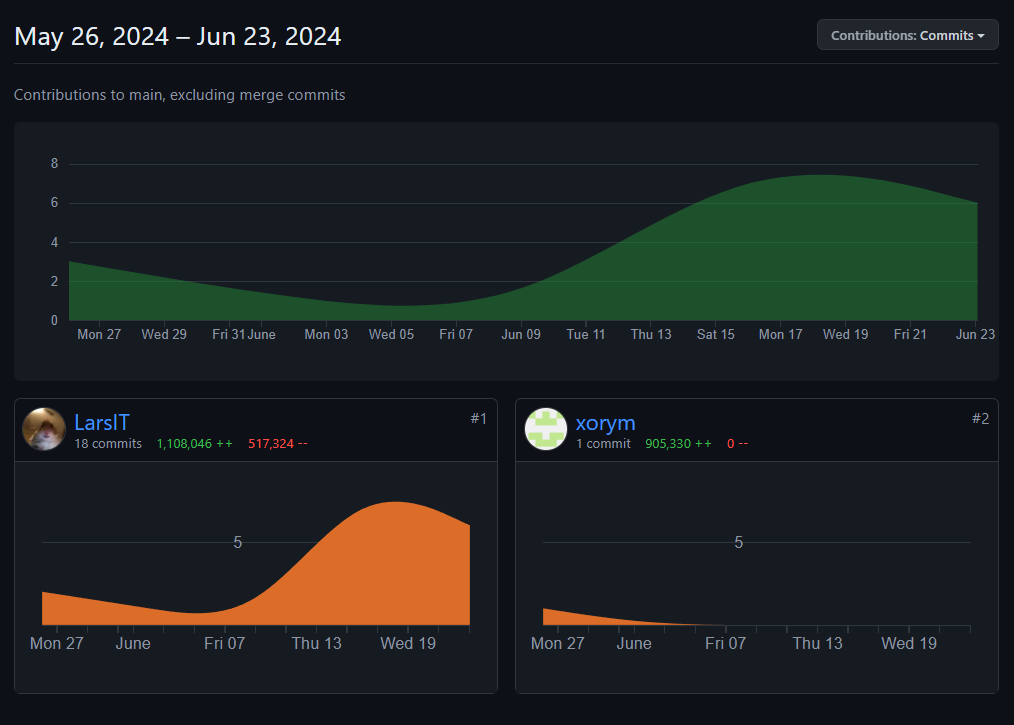 May 26, 2024 – Jun 23, 2024
Contributions: Commits
Contributions to main, excluding merge commits
8
6
4
2
0
Mon 27 Wed 29 Fri 31 June Mon 03 Wed 05 Fri 07 Jun 09 Tue 11 Thu 13 Sat 15 Mon 17 Wed 19 Fri 21 Jun 23
LarsIT
#1
18 commits 1,108,046 ++ 517,324 --
5
Mon 27 June Fri 07 Thu 13 Wed 19
xorym
#2
1 commit 905,330 ++ 0 --
5
Mon 27 June Fri 07 Thu 13 Wed 19